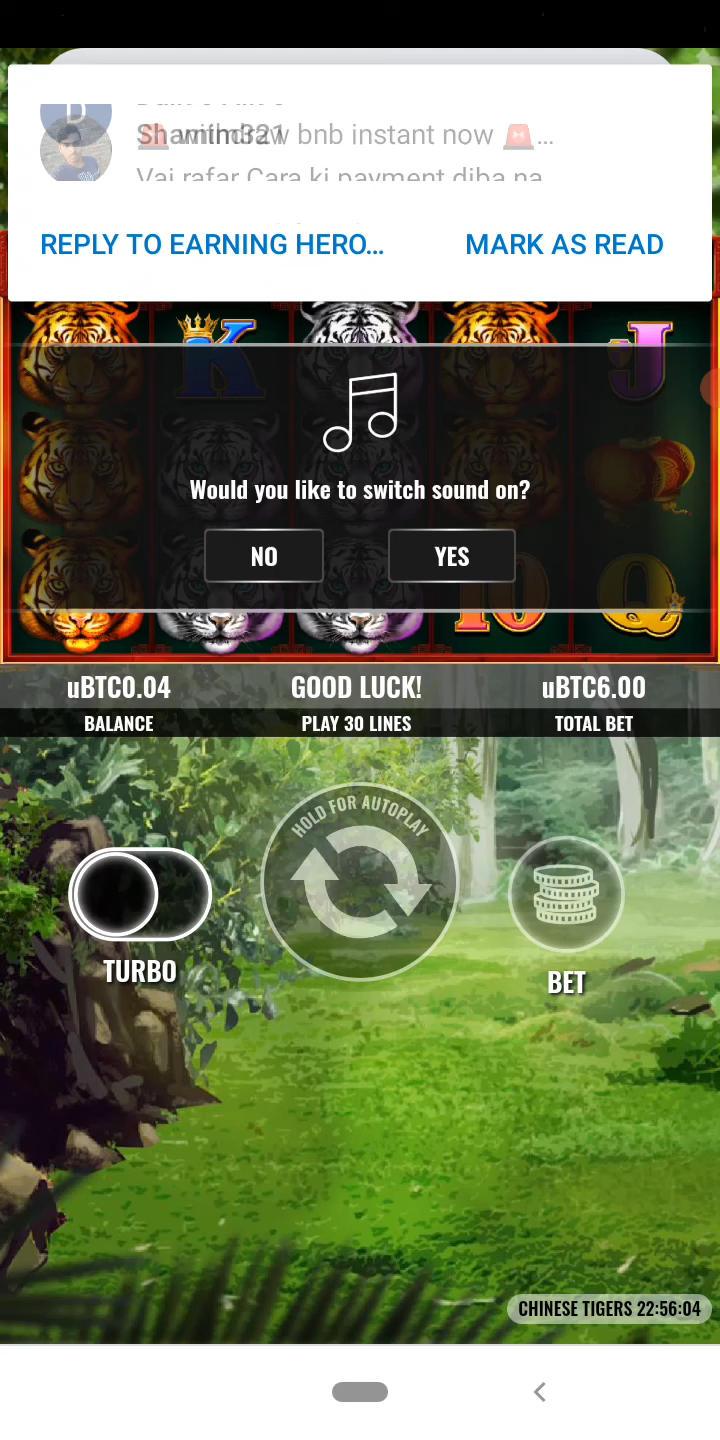 withdraw bnb instant now 🚨...
Vai rafar Cara ki payment diba na
REPLY TO EARNING HERO... MARK AS READ
K J
Would you like to switch sound on?
NO YES
10 Q
uBTC0.04 GOOD LUCK! uBTC6.00
BALANCE PLAY 30 LINES TOTAL BET
HOLD FOR AUTOPLAY
TURBO
BET
CHINESE TIGERS 22:56:04